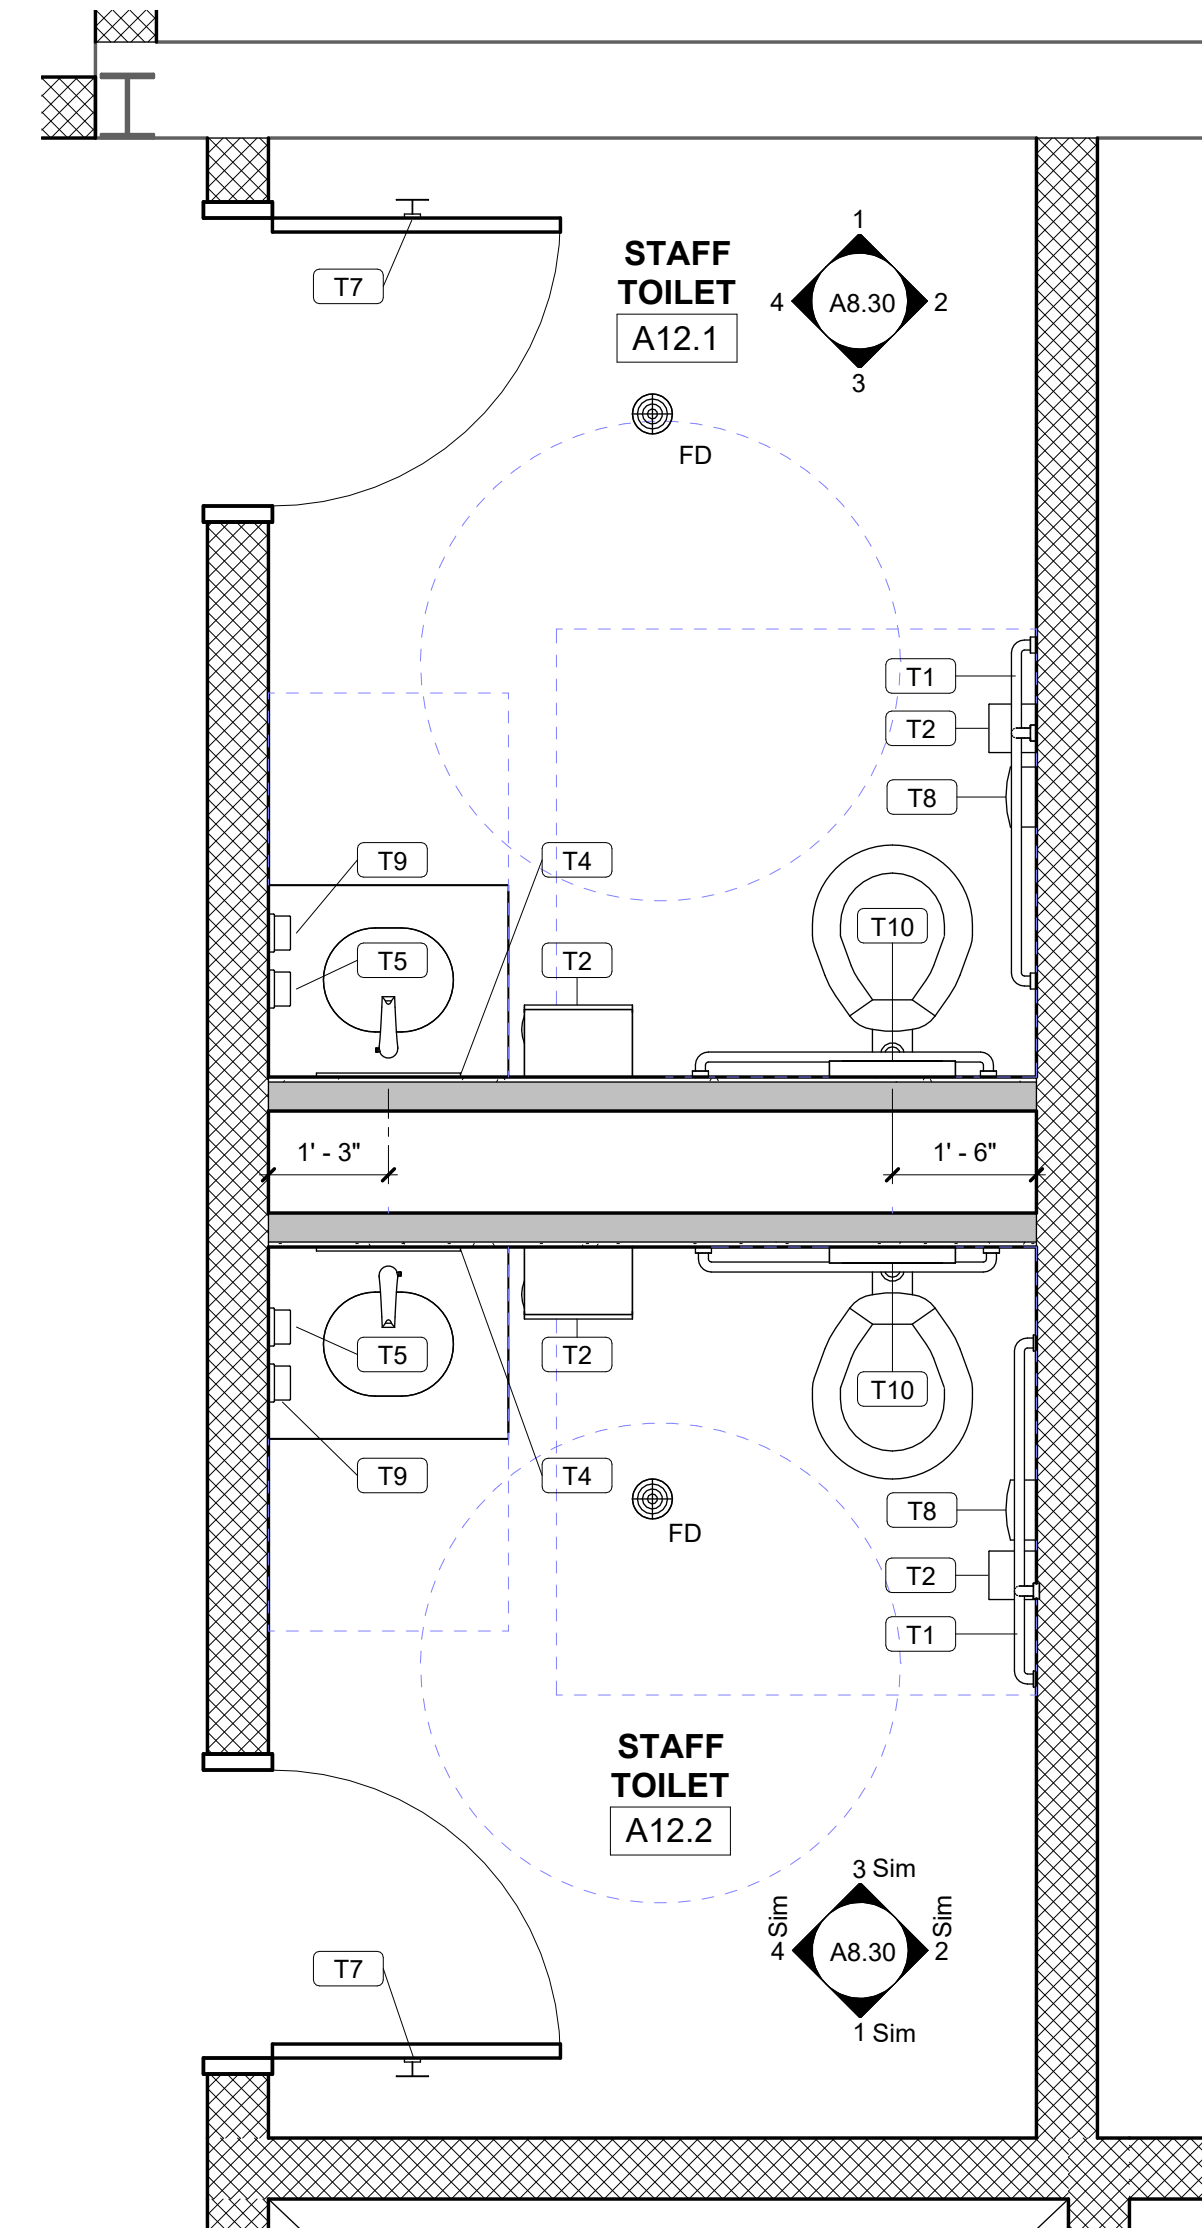 1
STAFF
TOILET
A12.1
4
A8.30
2
3
T7
FD
T1
T2
T8
T9
T4
T10
T5
T2
1' - 3"
1' - 6"
T5
T2
T10
T9
T4
T8
FD
T2
T1
STAFF
TOILET
A12.2
3 Sim
Sim
Sim
4
A8.30
2
1 Sim
T7